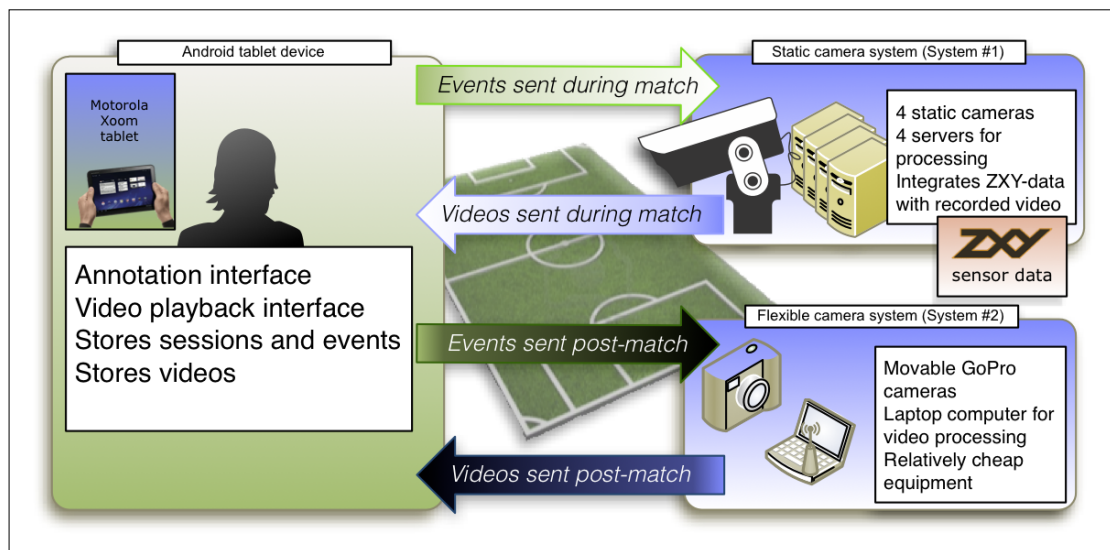 Android tablet device
Motorola
Xoom
tablet
Annotation interface
Video playback interface
Stores sessions and events
Stores videos
Events sent during match
Videos sent during match
Events sent post-match
Videos sent post-match
Static camera system (System #1)
4 static cameras
4 servers for
processing
Integrates ZXY-data
with recorded video
ZXY
sensor data
Flexible camera system (System #2)
Movable GoPro
cameras
Laptop computer for
video processing
Relatively cheap
equipment